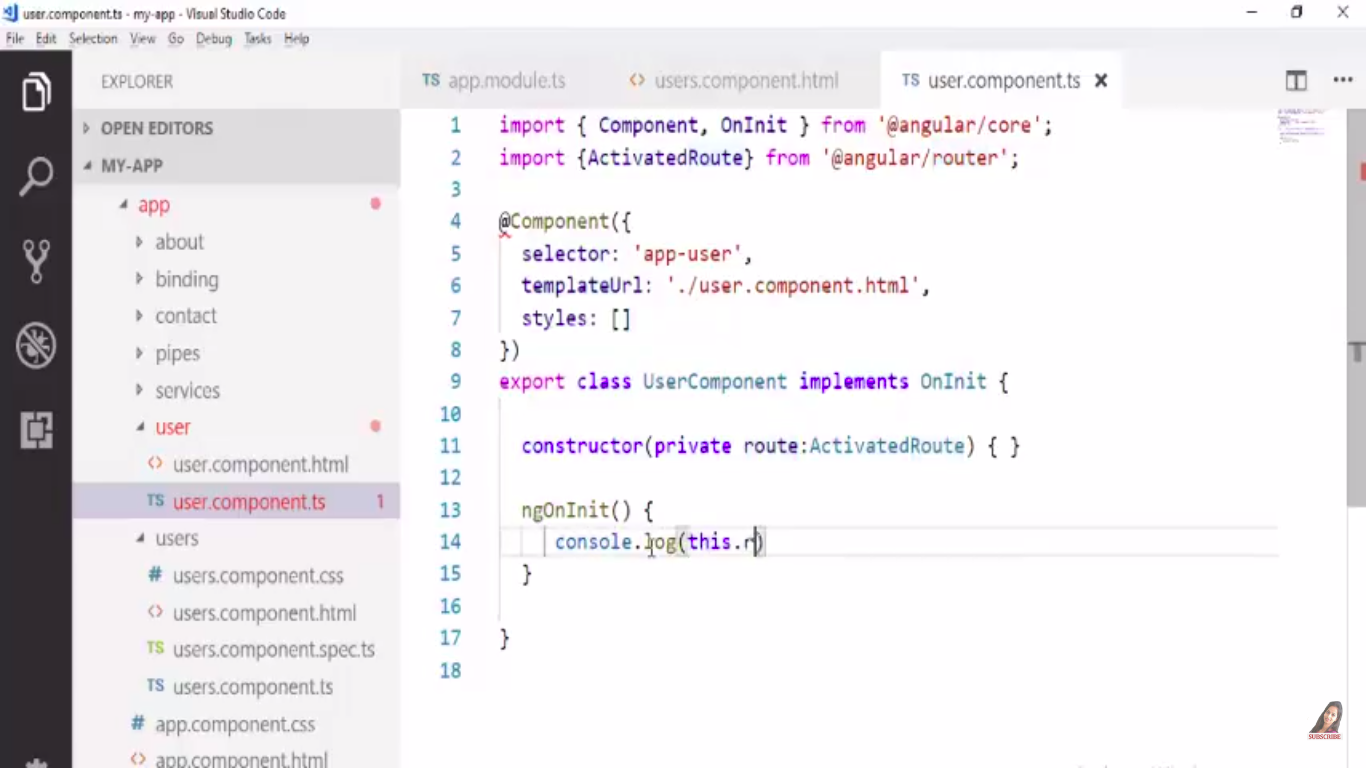 user.component.ts - my-app - Visual Studio Code
File Edit Selection View Go Debug Tasks Help
EXPLORER
OPEN EDITORS
MY-APP
app
about
binding
contact
pipes
services
user
<> user.component.html
TS user.component.ts 1
users
# users.component.css
<> users.component.html
TS users.component.spec.ts
TS users.component.ts
# app.component.css
<> app.component.html
TS app.module.ts
<> users.component.html
TS user.component.ts
1 import { Component, OnInit } from '@angular/core';
2 import {ActivatedRoute} from '@angular/router';
3
4 @Component({
5 selector: 'app-user',
6 templateUrl: './user.component.html',
7 styles: []
8 })
9 export class UserComponent implements OnInit {
10
11 constructor(private route:ActivatedRoute) { }
12
13 ngOnInit() {
14 console.log(this.r)
15 }
16
17 }
18
SUBSCRIBE